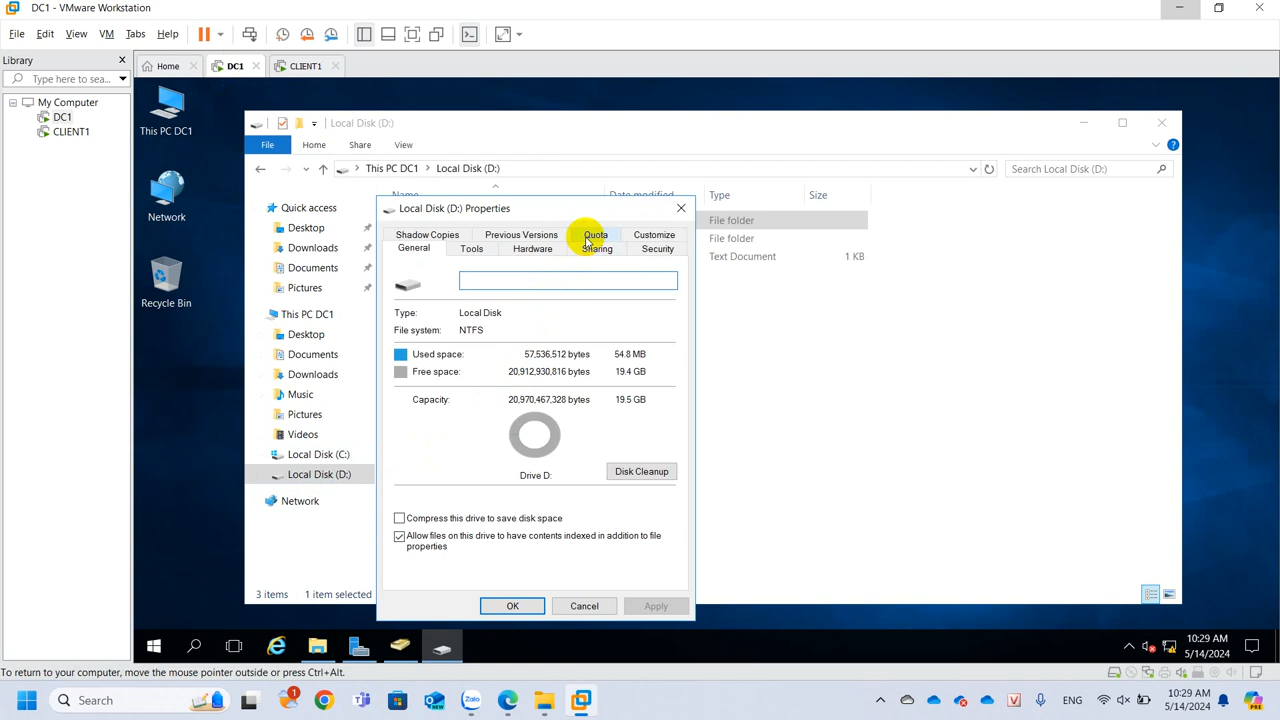 DC1 - VMware Workstation
File Edit View VM Tabs Help
Library
Type here to sea...
My Computer
DC1
CLIENT1
Home
DC1
CLIENT1
This PC DC1
Network
Recycle Bin
Local Disk (D:)
File Home Share View
This PC DC1 Local Disk (D:)
Search Local Disk (D:)
Name Date modified Type Size
File folder
File folder
Text Document 1 KB
Quick access
Desktop
Downloads
Documents
Pictures
This PC DC1
Desktop
Documents
Downloads
Music
Pictures
Videos
Local Disk (C:)
Local Disk (D:)
Network
3 items 1 item selected
Local Disk (D:) Properties
Shadow Copies Previous Versions Quota Customize
General Tools Hardware Sharing Security
Type: Local Disk
File system: NTFS
Used space: 57,536,512 bytes 54.8 MB
Free space: 20,912,930,816 bytes 19.4 GB
Capacity: 20,970,467,328 bytes 19.5 GB
Drive D:
Disk Cleanup
Compress this drive to save disk space
Allow files on this drive to have contents indexed in addition to file
properties
OK Cancel Apply
10:29 AM
5/14/2024
To return to your computer, move the mouse pointer outside or press Ctrl+Alt.
Search
1
Zalo
ENG
10:29 AM
5/14/2024
PRE